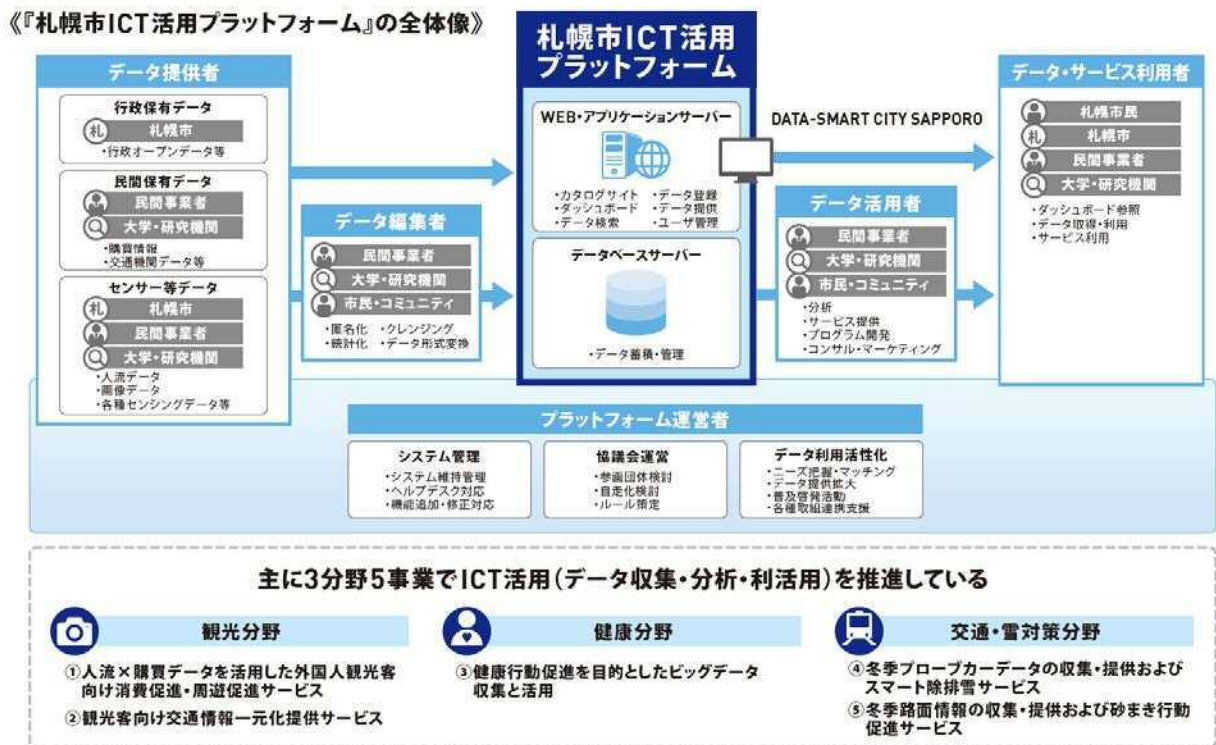 《『札幌市ICT活用プラットフォーム』の全体像》
データ提供者
行政保有データ
札
札幌市
・行政オープンデータ等
民間保有データ
民間事業者
大学・研究機関
・購買情報
・交通機関データ等
センサー等データ
札
札幌市
民間事業者
大学・研究機関
・人流データ
・画像データ
・各種センシングデータ等
データ編集者
民間事業者
大学・研究機関
市民・コミュニティ
・匿名化 ・クレンジング
・統計化 ・データ形式変換
札幌市ICT活用
プラットフォーム
WEB・アプリケーションサーバー
・カタログサイト ・データ登録
・ダッシュボード ・データ提供
・データ検索 ・ユーザ管理
データベースサーバー
・データ蓄積・管理
DATA-SMART CITY SAPPORO
データ活用者
民間事業者
大学・研究機関
市民・コミュニティ
・分析
・サービス提供
・プログラム開発
・コンサル・マーケティング
データ・サービス利用者
札幌市民
札
札幌市
民間事業者
大学・研究機関
・ダッシュボード参照
・データ取得・利用
・サービス利用
プラットフォーム運営者
システム管理
・システム維持管理
・ヘルプデスク対応
・機能追加・修正対応
協議会運営
・参画団体検討
・自走化検討
・ルール策定
データ利用活性化
・ニーズ把握・マッチング
・データ提供拡大
・普及啓発活動
・各種取組連携支援
主に3分野5事業でICT活用(データ収集・分析・利活用)を推進している
観光分野
①人流×購買データを活用した外国人観光客
向け消費促進・周遊促進サービス
②観光客向け交通情報一元化提供サービス
健康分野
③健康行動促進を目的としたビッグデータ
収集と活用
交通・雪対策分野
④冬季プローブカーデータの収集・提供および
スマート除排雪サービス
⑤冬季路面情報の収集・提供および砂まき行動
促進サービス